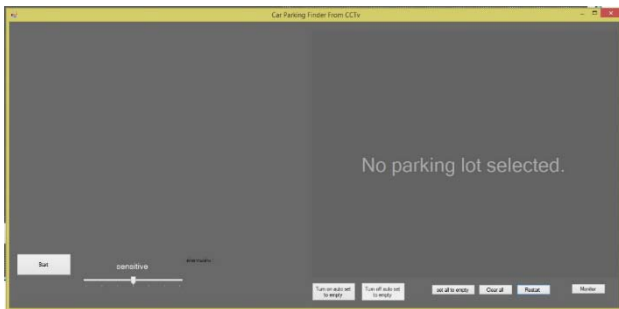 Car Parking Finder From CCTv
No parking lot selected.
Start
sensitive
Turn on auto set
to empty
Turn off auto set
to empty
set all to empty
Clear all
Restart
Monitor